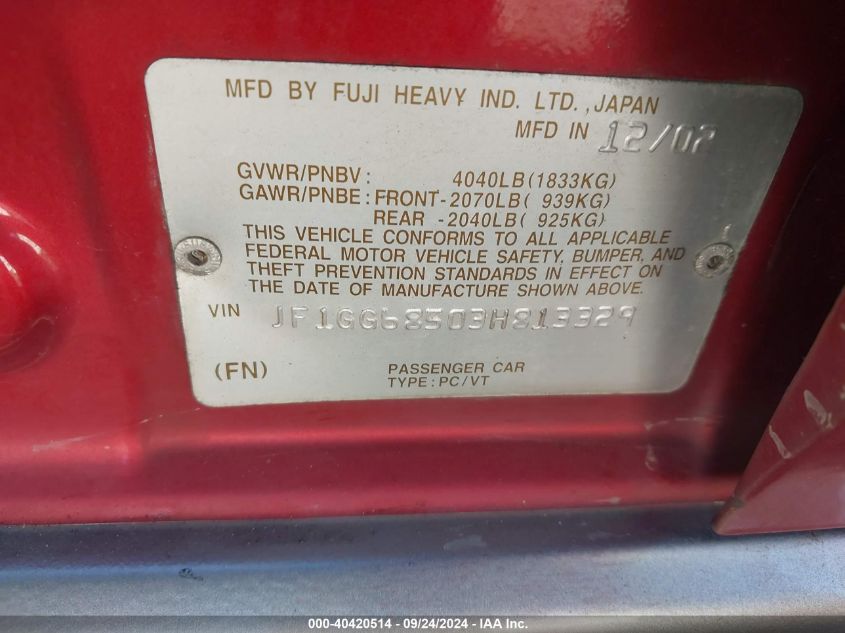 MFD BY FUJI HEAVY IND. LTD., JAPAN
MFD IN 12/02
GVWR/PNBV: 4040LB(1833KG)
GAWR/PNBE: FRONT-2070LB( 939KG)
REAR -2040LB( 925KG)
THIS VEHICLE CONFORMS TO ALL APPLICABLE
FEDERAL MOTOR VEHICLE SAFETY, BUMPER, AND
THEFT PREVENTION STANDARDS IN EFFECT ON
THE DATE OF MANUFACTURE SHOWN ABOVE.
VIN JF1GG68503H813329
(FN) PASSENGER CAR
TYPE: PC/VT
000-40420514 - 09/24/2024 - IAA Inc.